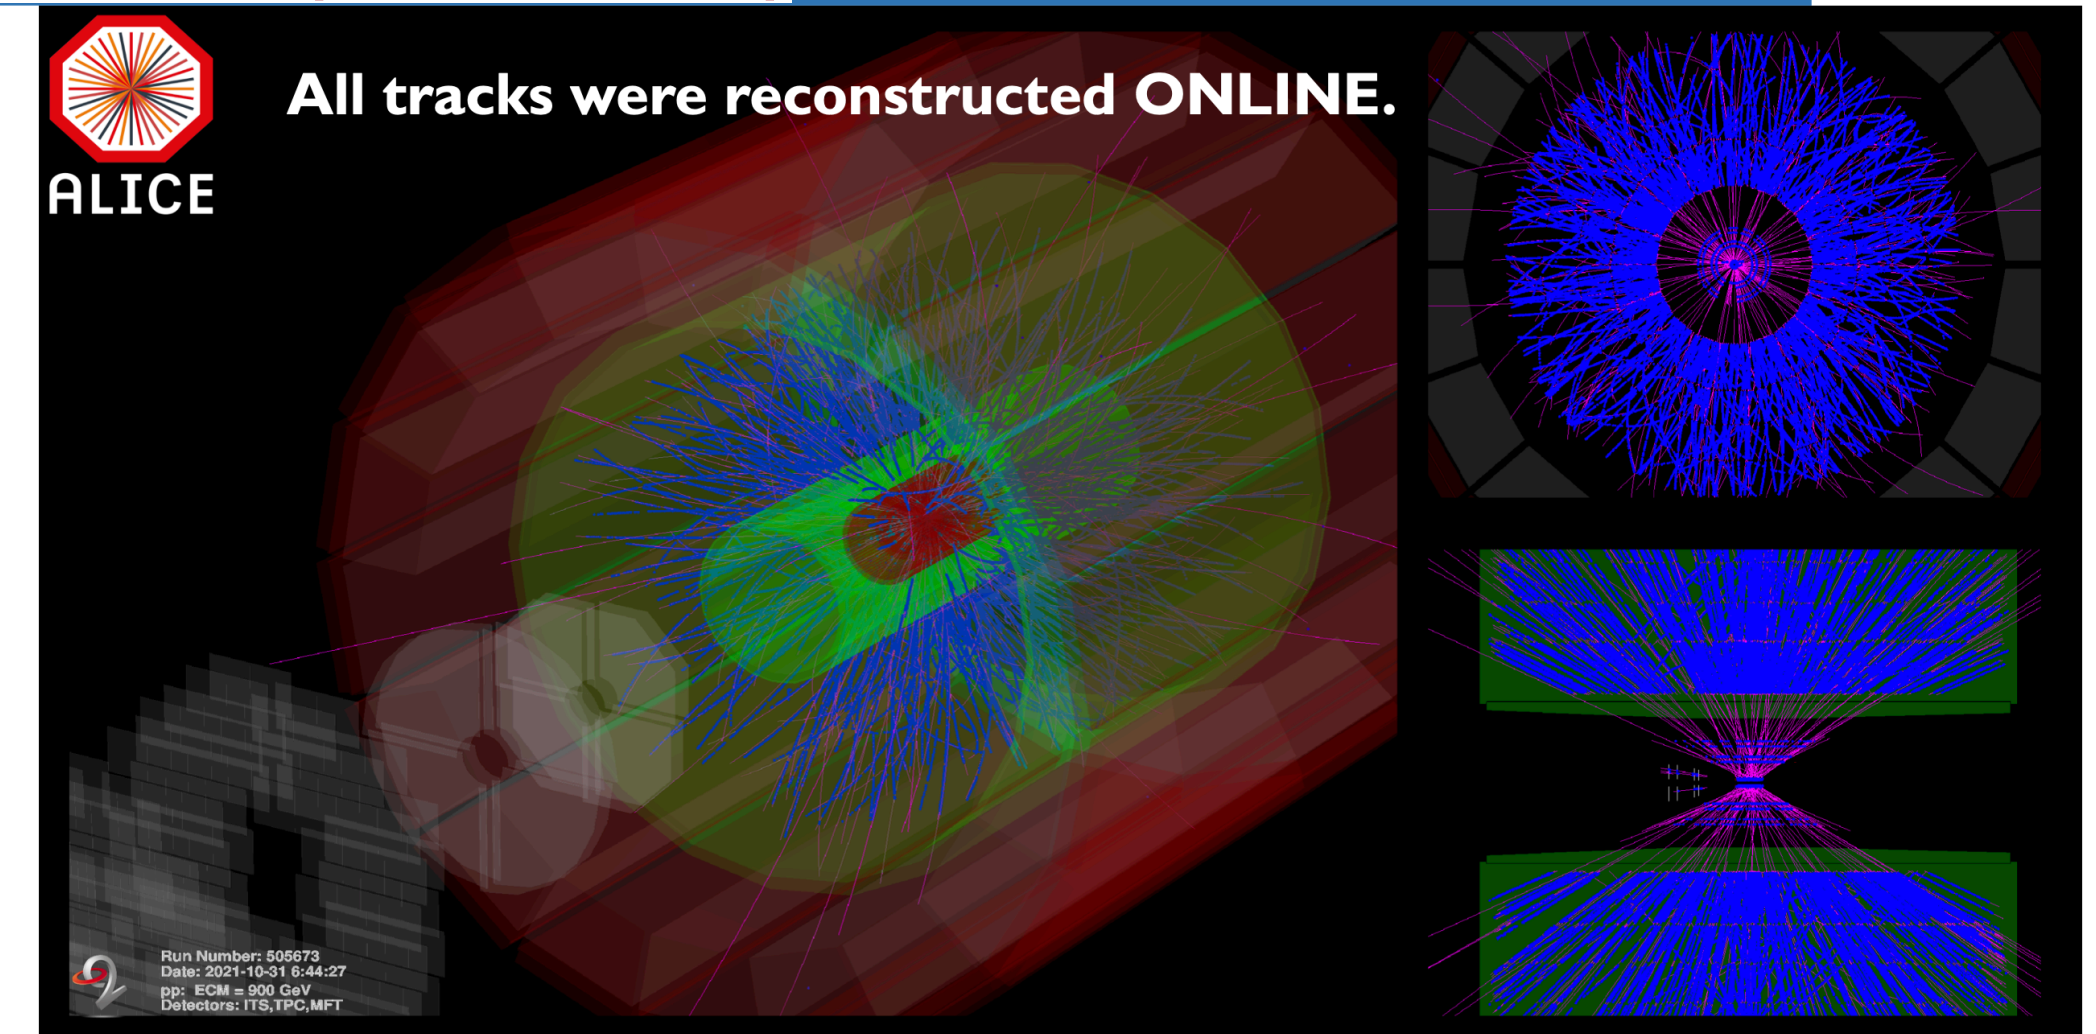 All tracks were reconstructed ONLINE.
ALICE
Run Number: 505673
Date: 2021-10-31 6:44:27
pp: ECM = 900 GeV
Detectors: ITS,TPC,MFT